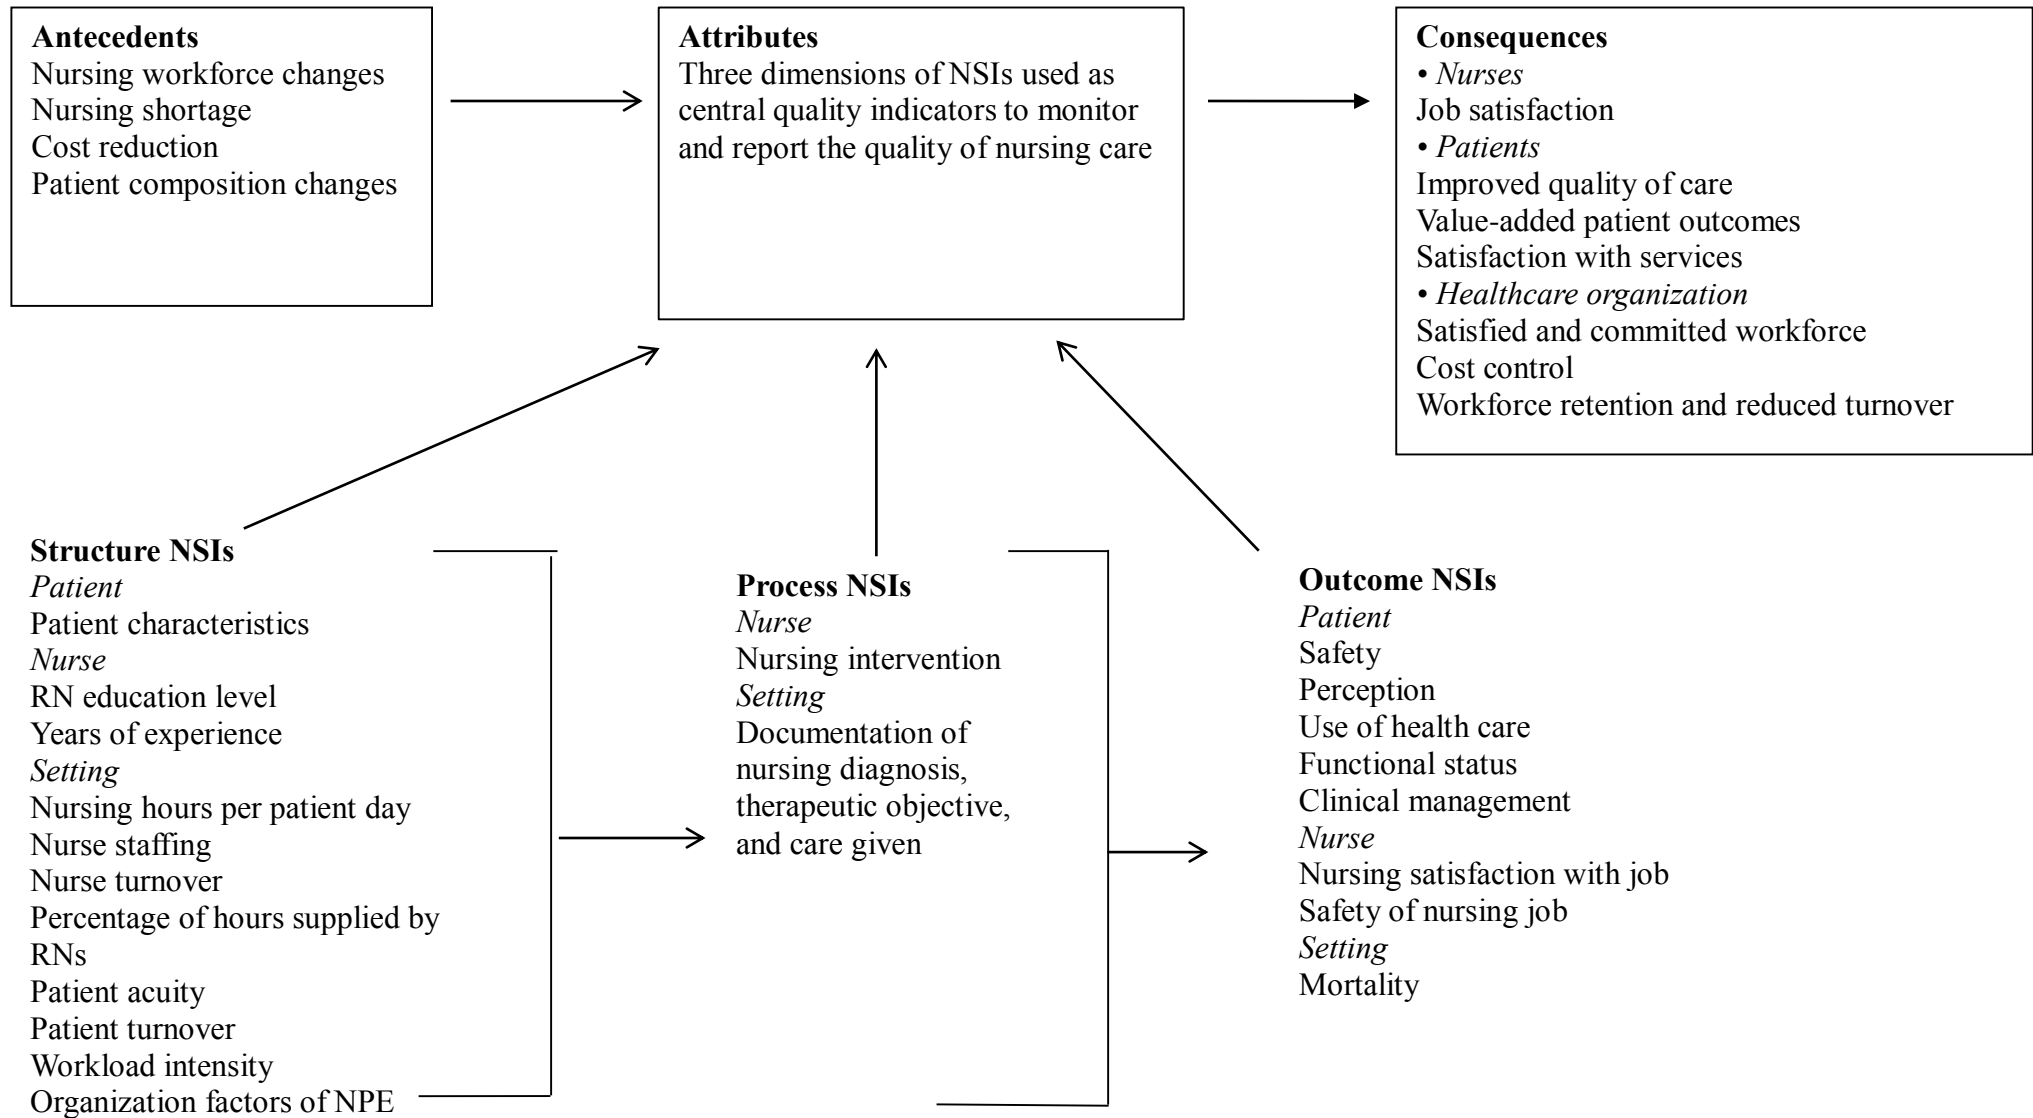 Antecedents
Nursing workforce changes
Nursing shortage
Cost reduction
Patient composition changes
Attributes
Three dimensions of NSIs used as
central quality indicators to monitor
and report the quality of nursing care
Consequences
• Nurses
Job satisfaction
• Patients
Improved quality of care
Value-added patient outcomes
Satisfaction with services
• Healthcare organization
Satisfied and committed workforce
Cost control
Workforce retention and reduced turnover
Structure NSIs
Patient
Patient characteristics
Nurse
RN education level
Years of experience
Setting
Nursing hours per patient day
Nurse staffing
Nurse turnover
Percentage of hours supplied by
RNs
Patient acuity
Patient turnover
Workload intensity
Organization factors of NPE
Process NSIs
Nurse
Nursing intervention
Setting
Documentation of
nursing diagnosis,
therapeutic objective,
and care given
Outcome NSIs
Patient
Safety
Perception
Use of health care
Functional status
Clinical management
Nurse
Nursing satisfaction with job
Safety of nursing job
Setting
Mortality